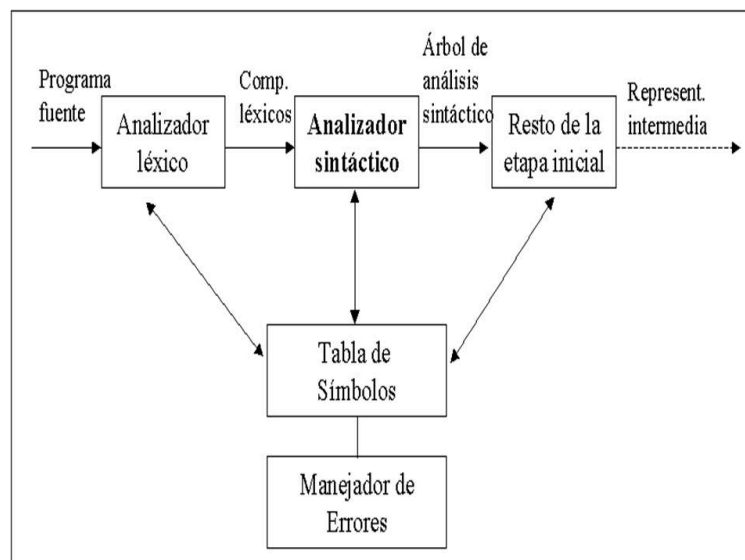 Programa
fuente
Analizador
léxico
Comp.
léxicos
Analizador
sintáctico
Árbol de
análisis
sintáctico
Resto de la
etapa inicial
Represent.
intermedia
Tabla de
Símbolos
Manejador de
Errores